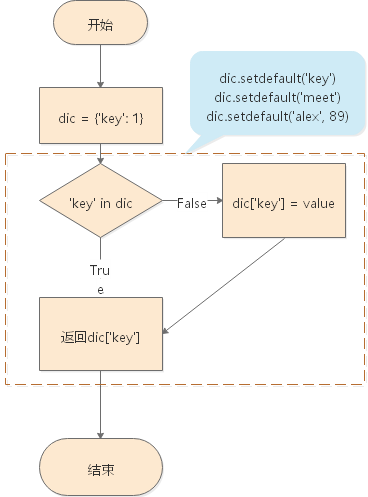 开始
dic.setdefault('key')
dic.setdefault('meet')
dic.setdefault('alex', 89)
dic = {'key': 1}
'key' in dic
False
dic['key'] = value
Tru
e
返回dic['key']
结束